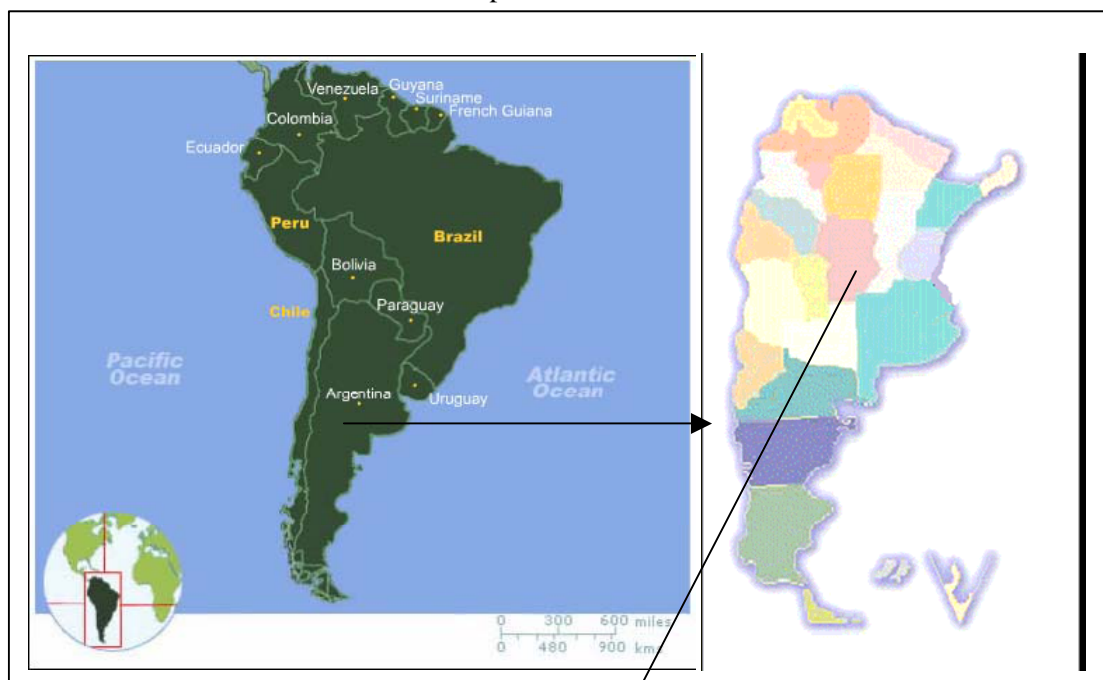 Venezuela
Guyana
Suriname
French Guiana
Colombia
Ecuador
Peru
Brazil
Bolivia
Chile
Paraguay
Pacific
Ocean
Argentina
Uruguay
Atlantic
Ocean
0 300 600 miles
0 480 900 kms